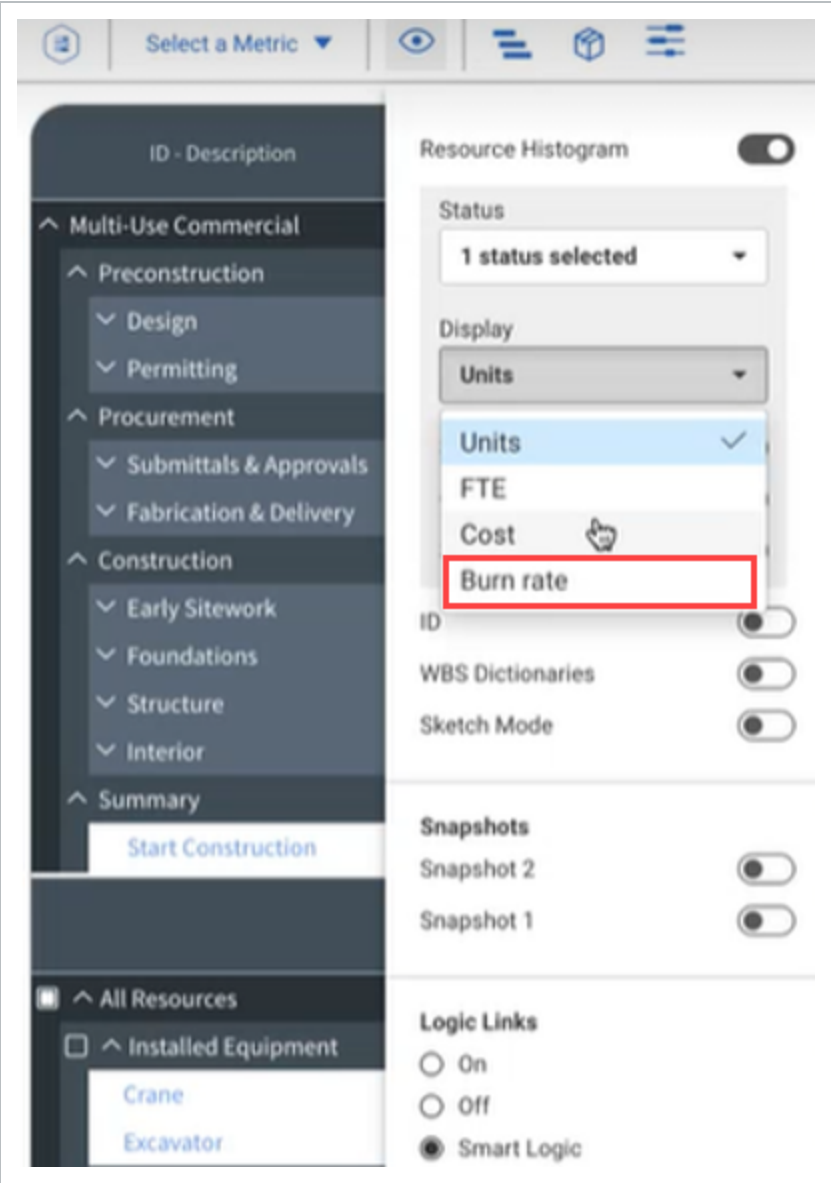 Select a Metric
ID - Description
Multi-Use Commercial
Preconstruction
Design
Permitting
Procurement
Submittals & Approvals
Fabrication & Delivery
Construction
Early Sitework
Foundations
Structure
Interior
Summary
Start Construction
All Resources
Installed Equipment
Crane
Excavator
Resource Histogram
Status
1 status selected
Display
Units
Units
FTE
Cost
Burn rate
ID
WBS Dictionaries
Sketch Mode
Snapshots
Snapshot 2
Snapshot 1
Logic Links
On
Off
Smart Logic